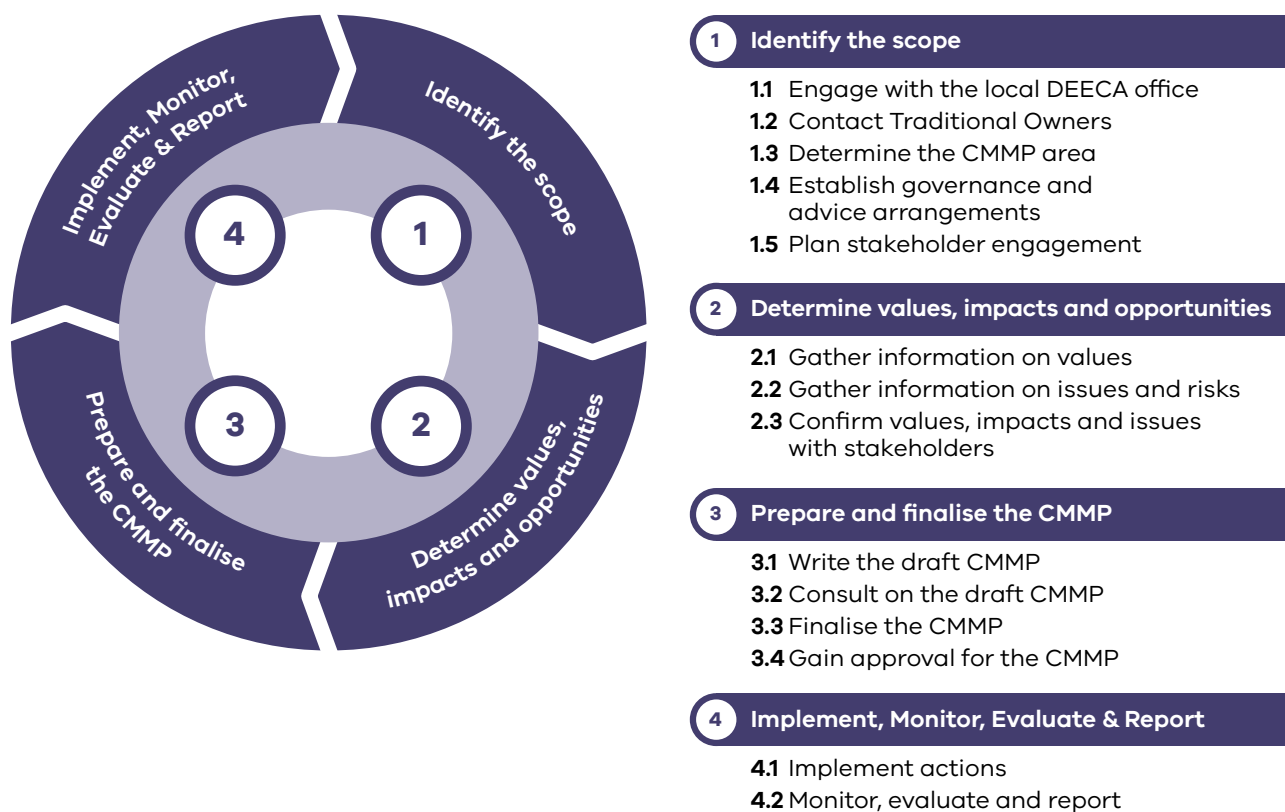 Implement, Monitor,
Evaluate & Report
Identify the scope
4
1
3
2
Prepare and finalise
the CMMP
Determine values,
impacts and opportunities
1 Identify the scope
1.1 Engage with the local DEECA office
1.2 Contact Traditional Owners
1.3 Determine the CMMP area
1.4 Establish governance and
advice arrangements
1.5 Plan stakeholder engagement
2 Determine values, impacts and opportunities
2.1 Gather information on values
2.2 Gather information on issues and risks
2.3 Confirm values, impacts and issues
with stakeholders
3 Prepare and finalise the CMMP
3.1 Write the draft CMMP
3.2 Consult on the draft CMMP
3.3 Finalise the CMMP
3.4 Gain approval for the CMMP
4 Implement, Monitor, Evaluate & Report
4.1 Implement actions
4.2 Monitor, evaluate and report